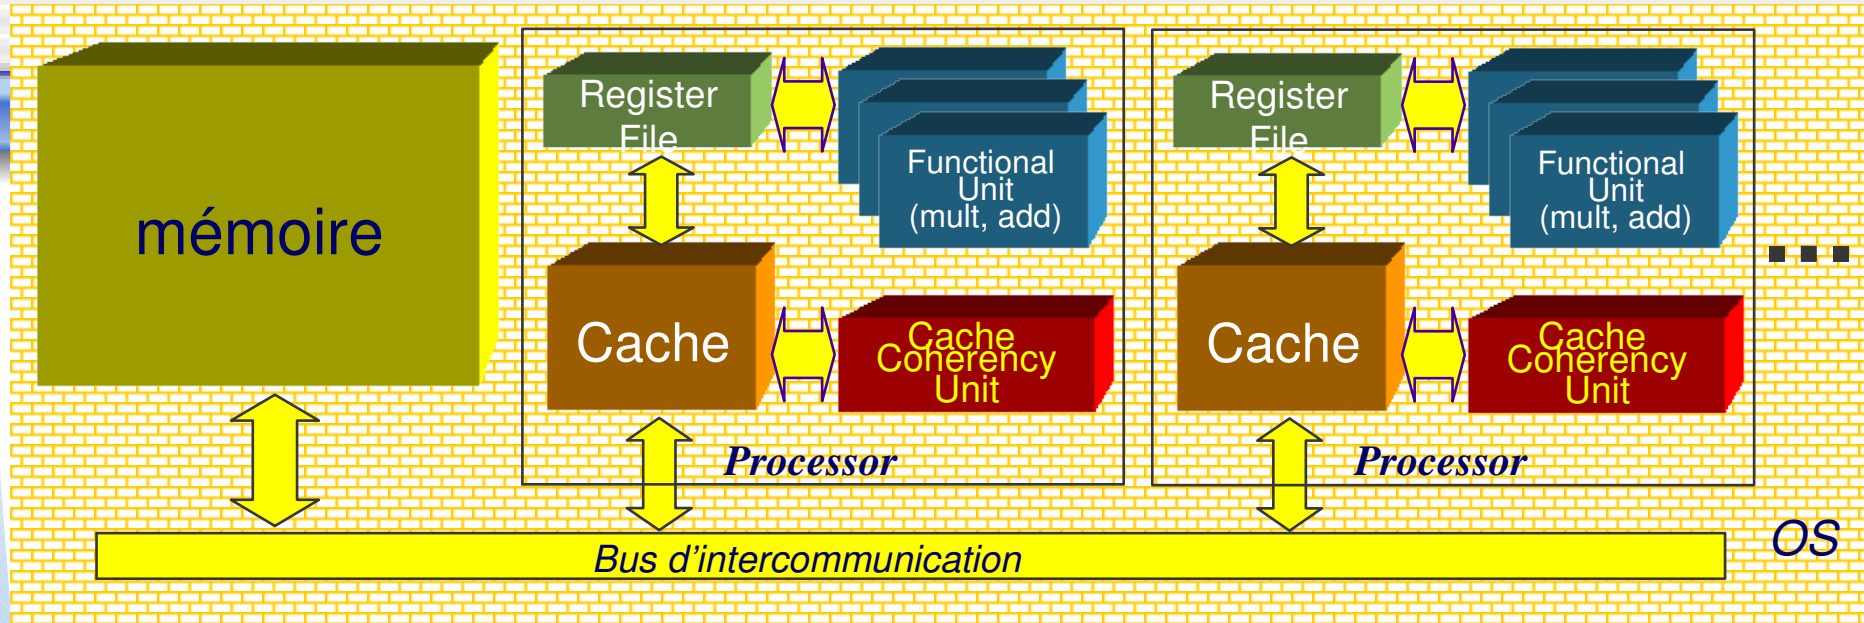 mémoire
Register
File
Functional
Unit
(mult, add)
Cache
Cache
Coherency
Unit
Processor
Register
File
Functional
Unit
(mult, add)
Cache
Cache
Coherency
Unit
Processor
...
OS
Bus d'intercommunication